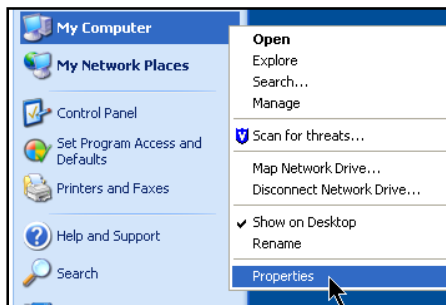 My Computer
My Network Places
Control Panel
Set Program Access and
Defaults
Printers and Faxes
Help and Support
Search
Open
Explore
Search...
Manage
Scan for threats...
Map Network Drive...
Disconnect Network Drive...
Show on Desktop
Rename
Properties